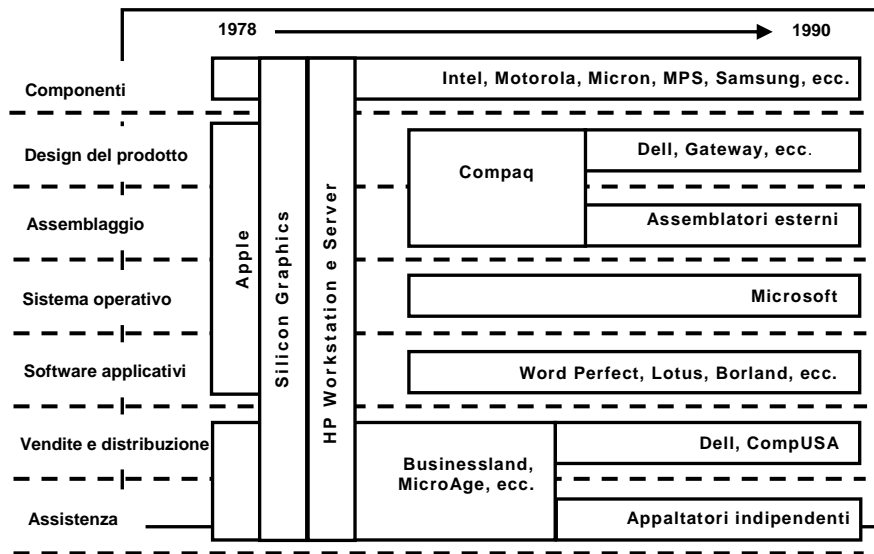 1978 1990
Componenti
Intel, Motorola, Micron, MPS, Samsung, ecc.
Design del prodotto
Dell, Gateway, ecc.
Compaq
Assemblaggio
Assemblatori esterni
Apple
Silicon Graphics
HP Workstation e Server
Sistema operativo
Microsoft
Software applicativi
Word Perfect, Lotus, Borland, ecc.
Vendite e distribuzione
Dell, CompUSA
Businessland,
MicroAge, ecc.
Assistenza
Appaltatori indipendenti